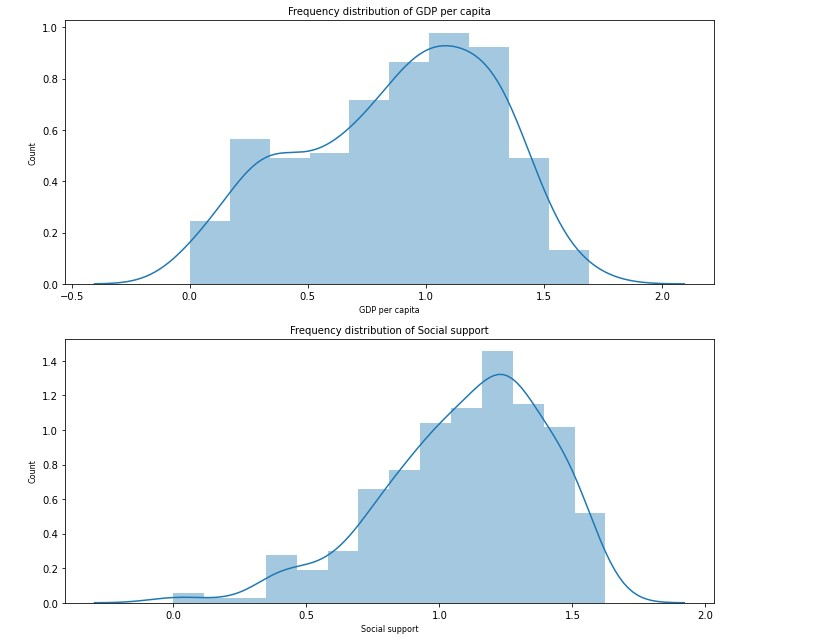 Frequency distribution of GDP per capita
1.0
0.8
0.6
0.4
0.2
0.0
Count
−0.5 0.0 0.5 1.0 1.5 2.0
GDP per capita
Frequency distribution of Social support
1.4
1.2
1.0
0.8
0.6
0.4
0.2
0.0
Count
0.0 0.5 1.0 1.5 2.0
Social support